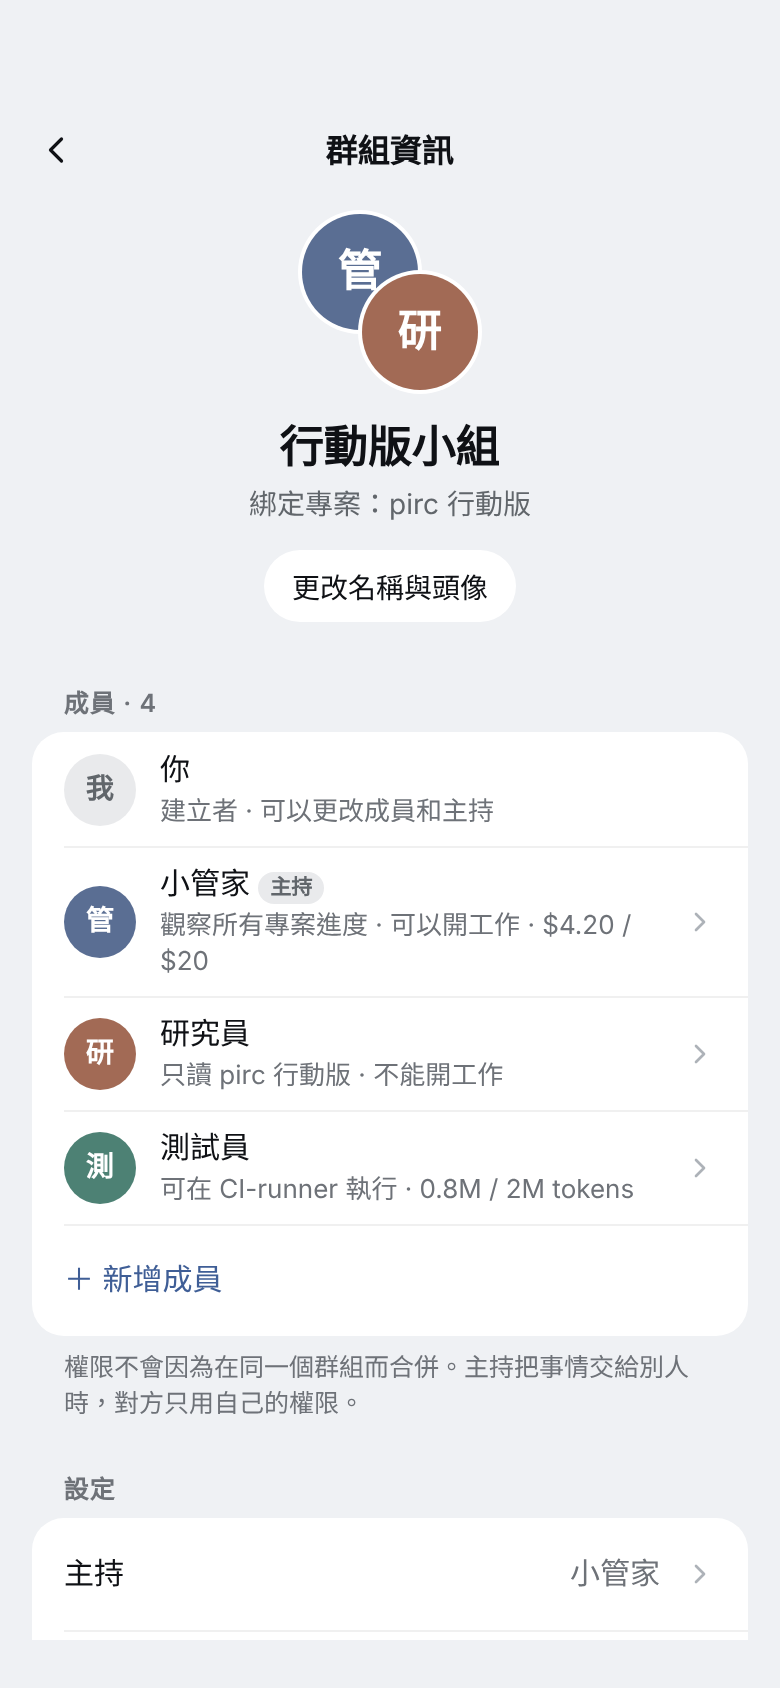 群組資訊
管
研
行動版小組
綁定專案：pirc 行動版
更改名稱與頭像
成員 · 4
我
你
建立者 · 可以更改成員和主持
管
小管家 主持
觀察所有專案進度 · 可以開工作 · $4.20 /
$20
研
研究員
只讀 pirc 行動版 · 不能開工作
測
測試員
可在 CI-runner 執行 · 0.8M / 2M tokens
+ 新增成員
權限不會因為在同一個群組而合併。主持把事情交給別人
時，對方只用自己的權限。
設定
主持 小管家